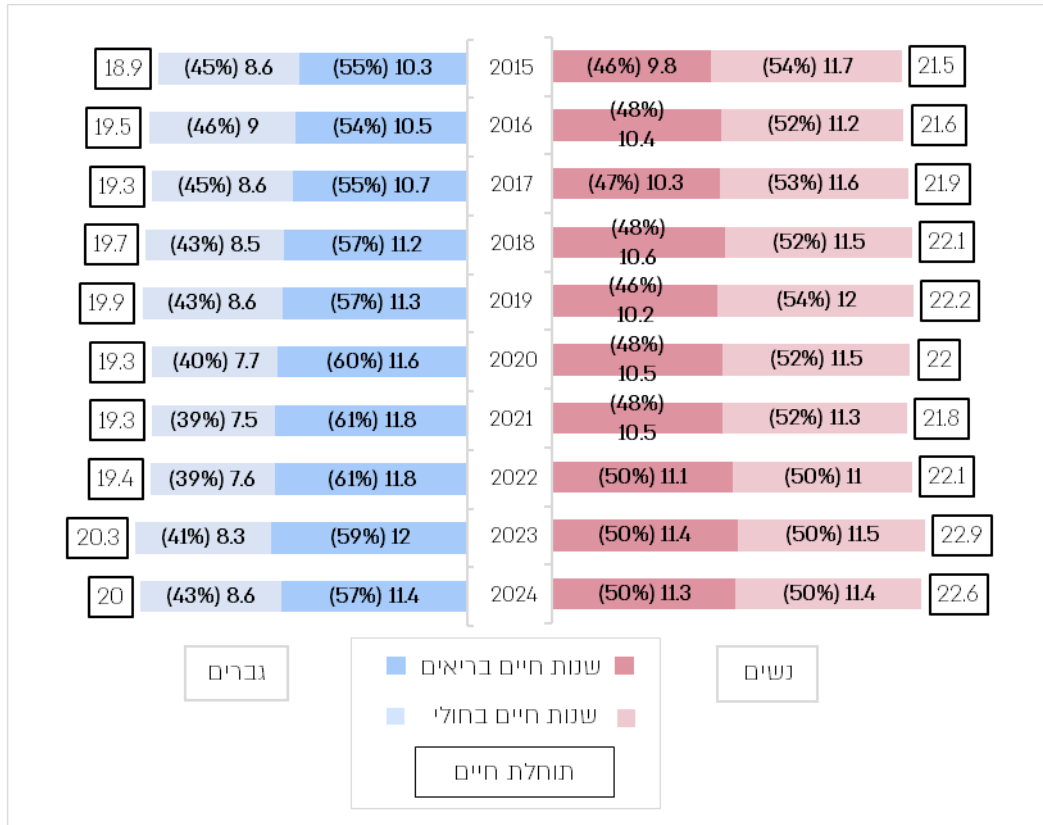 18.9 (45%) 8.6 (55%) 10.3 2015 (46%) 9.8 (54%) 11.7 21.5
19.5 (46%) 9 (54%) 10.5 2016 (48%) 10.4 (52%) 11.2 21.6
19.3 (45%) 8.6 (55%) 10.7 2017 (47%) 10.3 (53%) 11.6 21.9
19.7 (43%) 8.5 (57%) 11.2 2018 (48%) 10.6 (52%) 11.5 22.1
19.9 (43%) 8.6 (57%) 11.3 2019 (46%) 10.2 (54%) 12 22.2
19.3 (40%) 7.7 (60%) 11.6 2020 (48%) 10.5 (52%) 11.5 22
19.3 (39%) 7.5 (61%) 11.8 2021 (48%) 10.5 (52%) 11.3 21.8
19.4 (39%) 7.6 (61%) 11.8 2022 (50%) 11.1 (50%) 11 22.1
20.3 (41%) 8.3 (59%) 12 2023 (50%) 11.4 (50%) 11.5 22.9
20 (43%) 8.6 (57%) 11.4 2024 (50%) 11.3 (50%) 11.4 22.6
נשים
גברים
שנות חיים בריאים
שנות חיים בחולי
תוחלת חיים